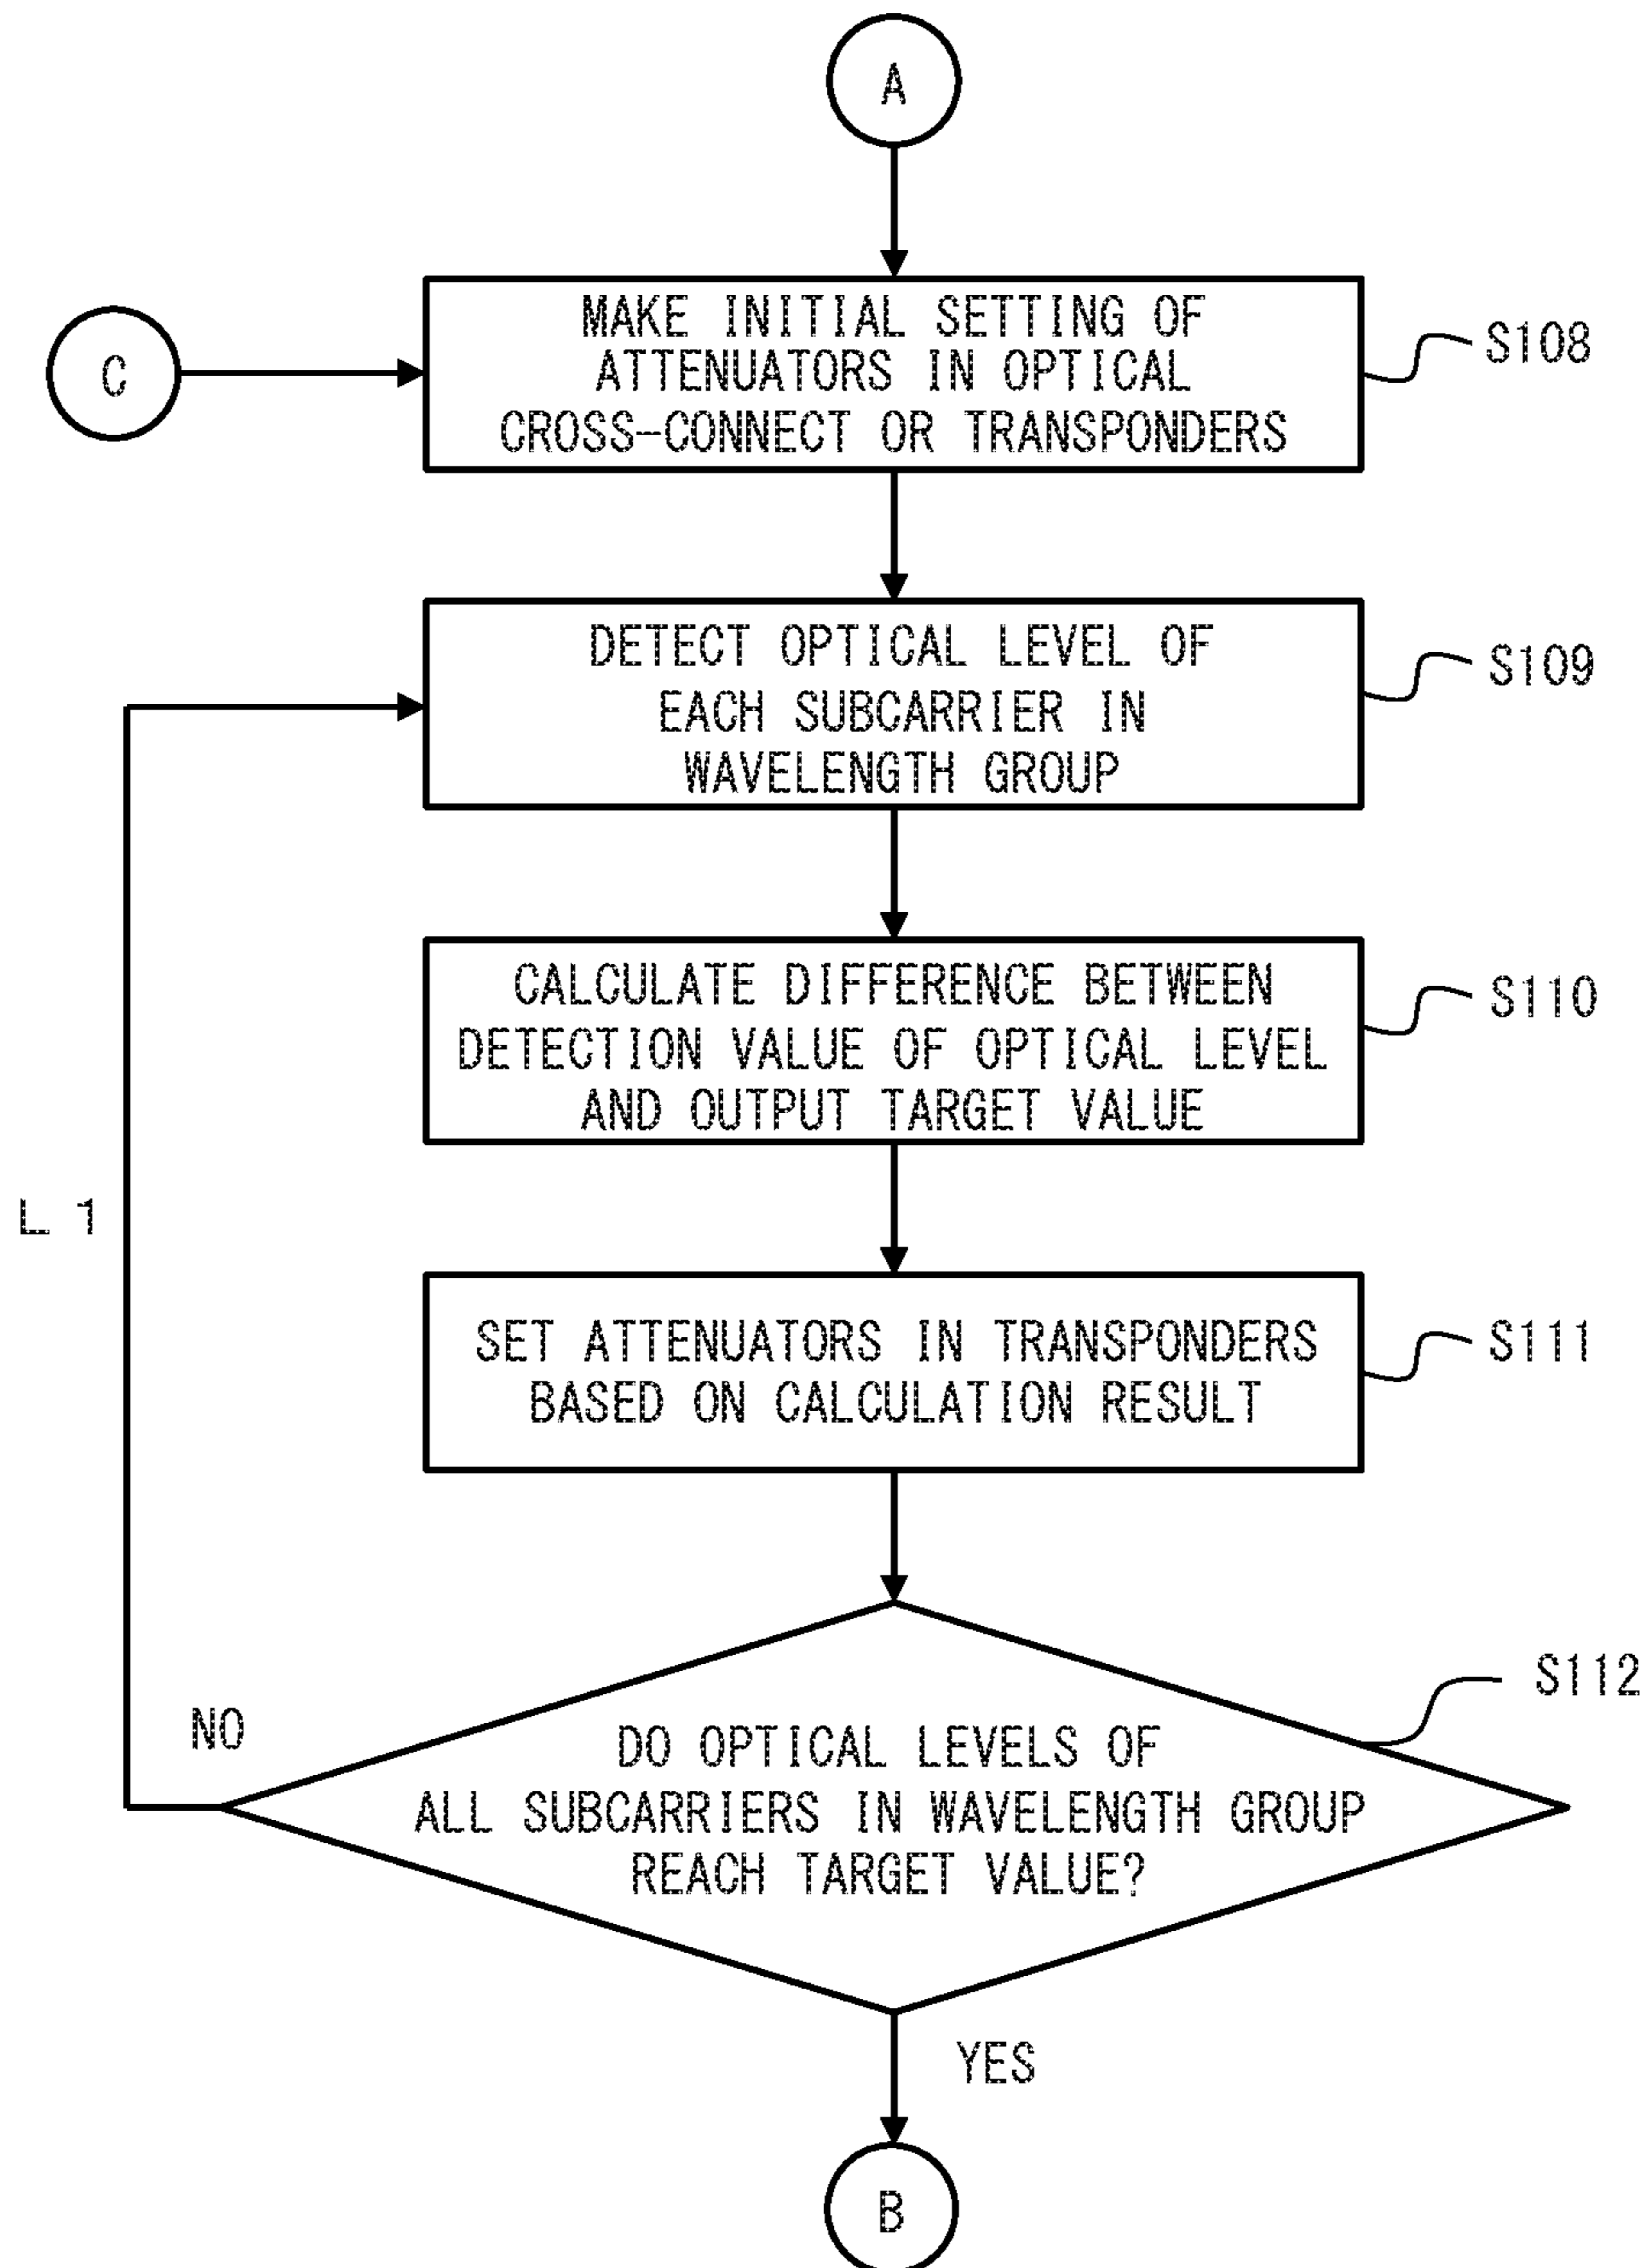 A
C
MAKE INITIAL SETTING OF
ATTENUATORS IN OPTICAL
CROSS-CONNECT OR TRANSPONDERS
S108
DETECT OPTICAL LEVEL OF
EACH SUBCARRIER IN
WAVELENGTH GROUP
S109
CALCULATE DIFFERENCE BETWEEN
DETECTION VALUE OF OPTICAL LEVEL
AND OUTPUT TARGET VALUE
S110
L 1
SET ATTENUATORS IN TRANSPONDERS
BASED ON CALCULATION RESULT
S111
S112
NO
DO OPTICAL LEVELS OF
ALL SUBCARRIERS IN WAVELENGTH GROUP
REACH TARGET VALUE?
YES
B